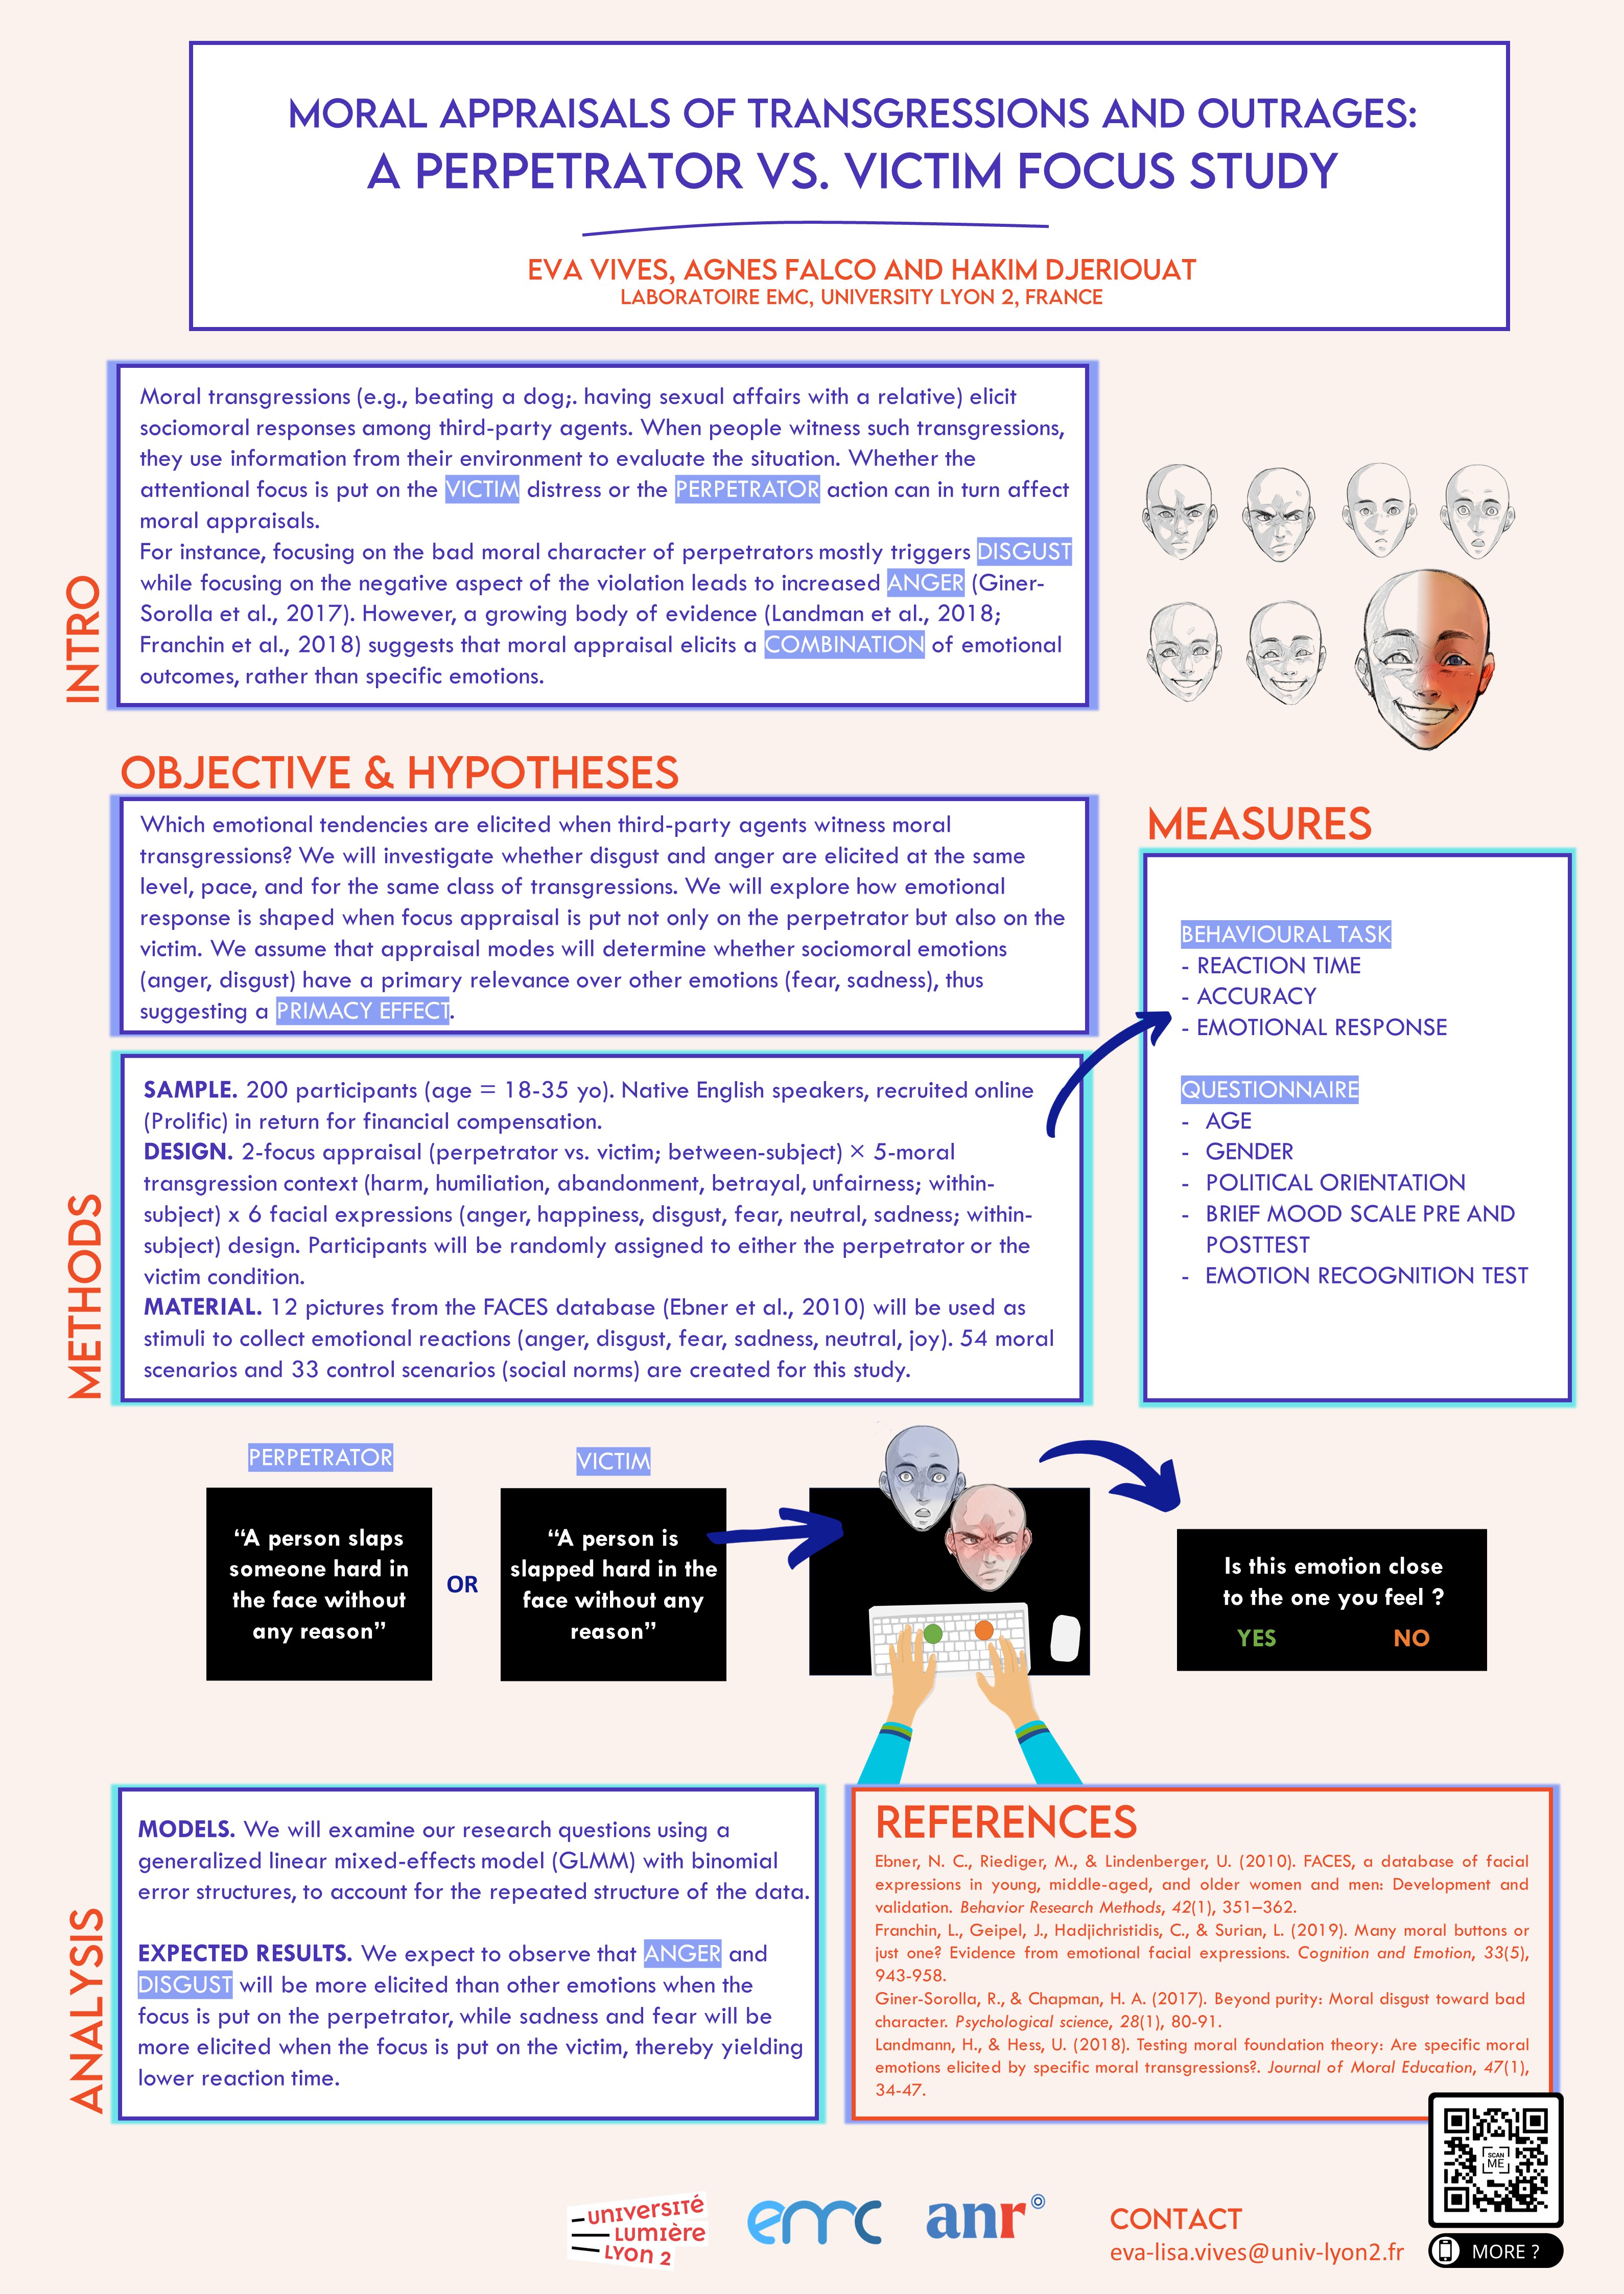 MORAL APPRAISALS OF TRANSGRESSIONS AND OUTRAGES:
A PERPETRATOR VS. VICTIM FOCUS STUDY
EVA VIVES, AGNES FALCO AND HAKIM DJERIOUAT
LABORATOIRE EMC, UNIVERSITY LYON 2, FRANCE
INTRO
Moral transgressions (e.g., beating a dog;. having sexual affairs with a relative) elicit
sociomoral responses among third-party agents. When people witness such transgressions,
they use information from their environment to evaluate the situation. Whether the
attentional focus is put on the VICTIM distress or the PERPETRATOR action can in turn affect
moral appraisals.
For instance, focusing on the bad moral character of perpetrators mostly triggers DISGUST
while focusing on the negative aspect of the violation leads to increased ANGER (Giner-
Sorolla et al., 2017). However, a growing body of evidence (Landman et al., 2018;
Franchin et al., 2018) suggests that moral appraisal elicits a COMBINATION of emotional
outcomes, rather than specific emotions.
OBJECTIVE & HYPOTHESES
Which emotional tendencies are elicited when third-party agents witness moral
transgressions? We will investigate whether disgust and anger are elicited at the same
level, pace, and for the same class of transgressions. We will explore how emotional
response is shaped when focus appraisal is put not only on the perpetrator but also on the
victim. We assume that appraisal modes will determine whether sociomoral emotions
(anger, disgust) have a primary relevance over other emotions (fear, sadness), thus
suggesting a PRIMACY EFFECT.
METHODS
SAMPLE. 200 participants (age = 18-35 yo). Native English speakers, recruited online
(Prolific) in return for financial compensation.
DESIGN. 2-focus appraisal (perpetrator vs. victim; between-subject) × 5-moral
transgression context (harm, humiliation, abandonment, betrayal, unfairness; within-
subject) x 6 facial expressions (anger, happiness, disgust, fear, neutral, sadness; within-
subject) design. Participants will be randomly assigned to either the perpetrator or the
victim condition.
MATERIAL. 12 pictures from the FACES database (Ebner et al., 2010) will be used as
stimuli to collect emotional reactions (anger, disgust, fear, sadness, neutral, joy). 54 moral
scenarios and 33 control scenarios (social norms) are created for this study.
MEASURES
BEHAVIOURAL TASK
- REACTION TIME
- ACCURACY
- EMOTIONAL RESPONSE
QUESTIONNAIRE
- AGE
- GENDER
- POLITICAL ORIENTATION
- BRIEF MOOD SCALE PRE AND
POSTTEST
- EMOTION RECOGNITION TEST
PERPETRATOR
“A person slaps
someone hard in
the face without
any reason”
OR
VICTIM
“A person is
slapped hard in the
face without any
reason”
Is this emotion close
to the one you feel ?
YES NO
ANALYSIS
MODELS. We will examine our research questions using a
generalized linear mixed-effects model (GLMM) with binomial
error structures, to account for the repeated structure of the data.
EXPECTED RESULTS. We expect to observe that ANGER and
DISGUST will be more elicited than other emotions when the
focus is put on the perpetrator, while sadness and fear will be
more elicited when the focus is put on the victim, thereby yielding
lower reaction time.
REFERENCES
Ebner, N. C., Riediger, M., & Lindenberger, U. (2010). FACES, a database of facial
expressions in young, middle-aged, and older women and men: Development and
validation. Behavior Research Methods, 42(1), 351–362.
Franchin, L., Geipel, J., Hadjichristidis, C., & Surian, L. (2019). Many moral buttons or
just one? Evidence from emotional facial expressions. Cognition and Emotion, 33(5),
943-958.
Giner-Sorolla, R., & Chapman, H. A. (2017). Beyond purity: Moral disgust toward bad
character. Psychological science, 28(1), 80-91.
Landmann, H., & Hess, U. (2018). Testing moral foundation theory: Are specific moral
emotions elicited by specific moral transgressions?. Journal of Moral Education, 47(1),
34-47.
SCAN
ME
MORE ?
UNIVERSITÉ
LUMIÈRE
LYON 2
emc
anr
CONTACT
eva-lisa.vives@univ-lyon2.fr